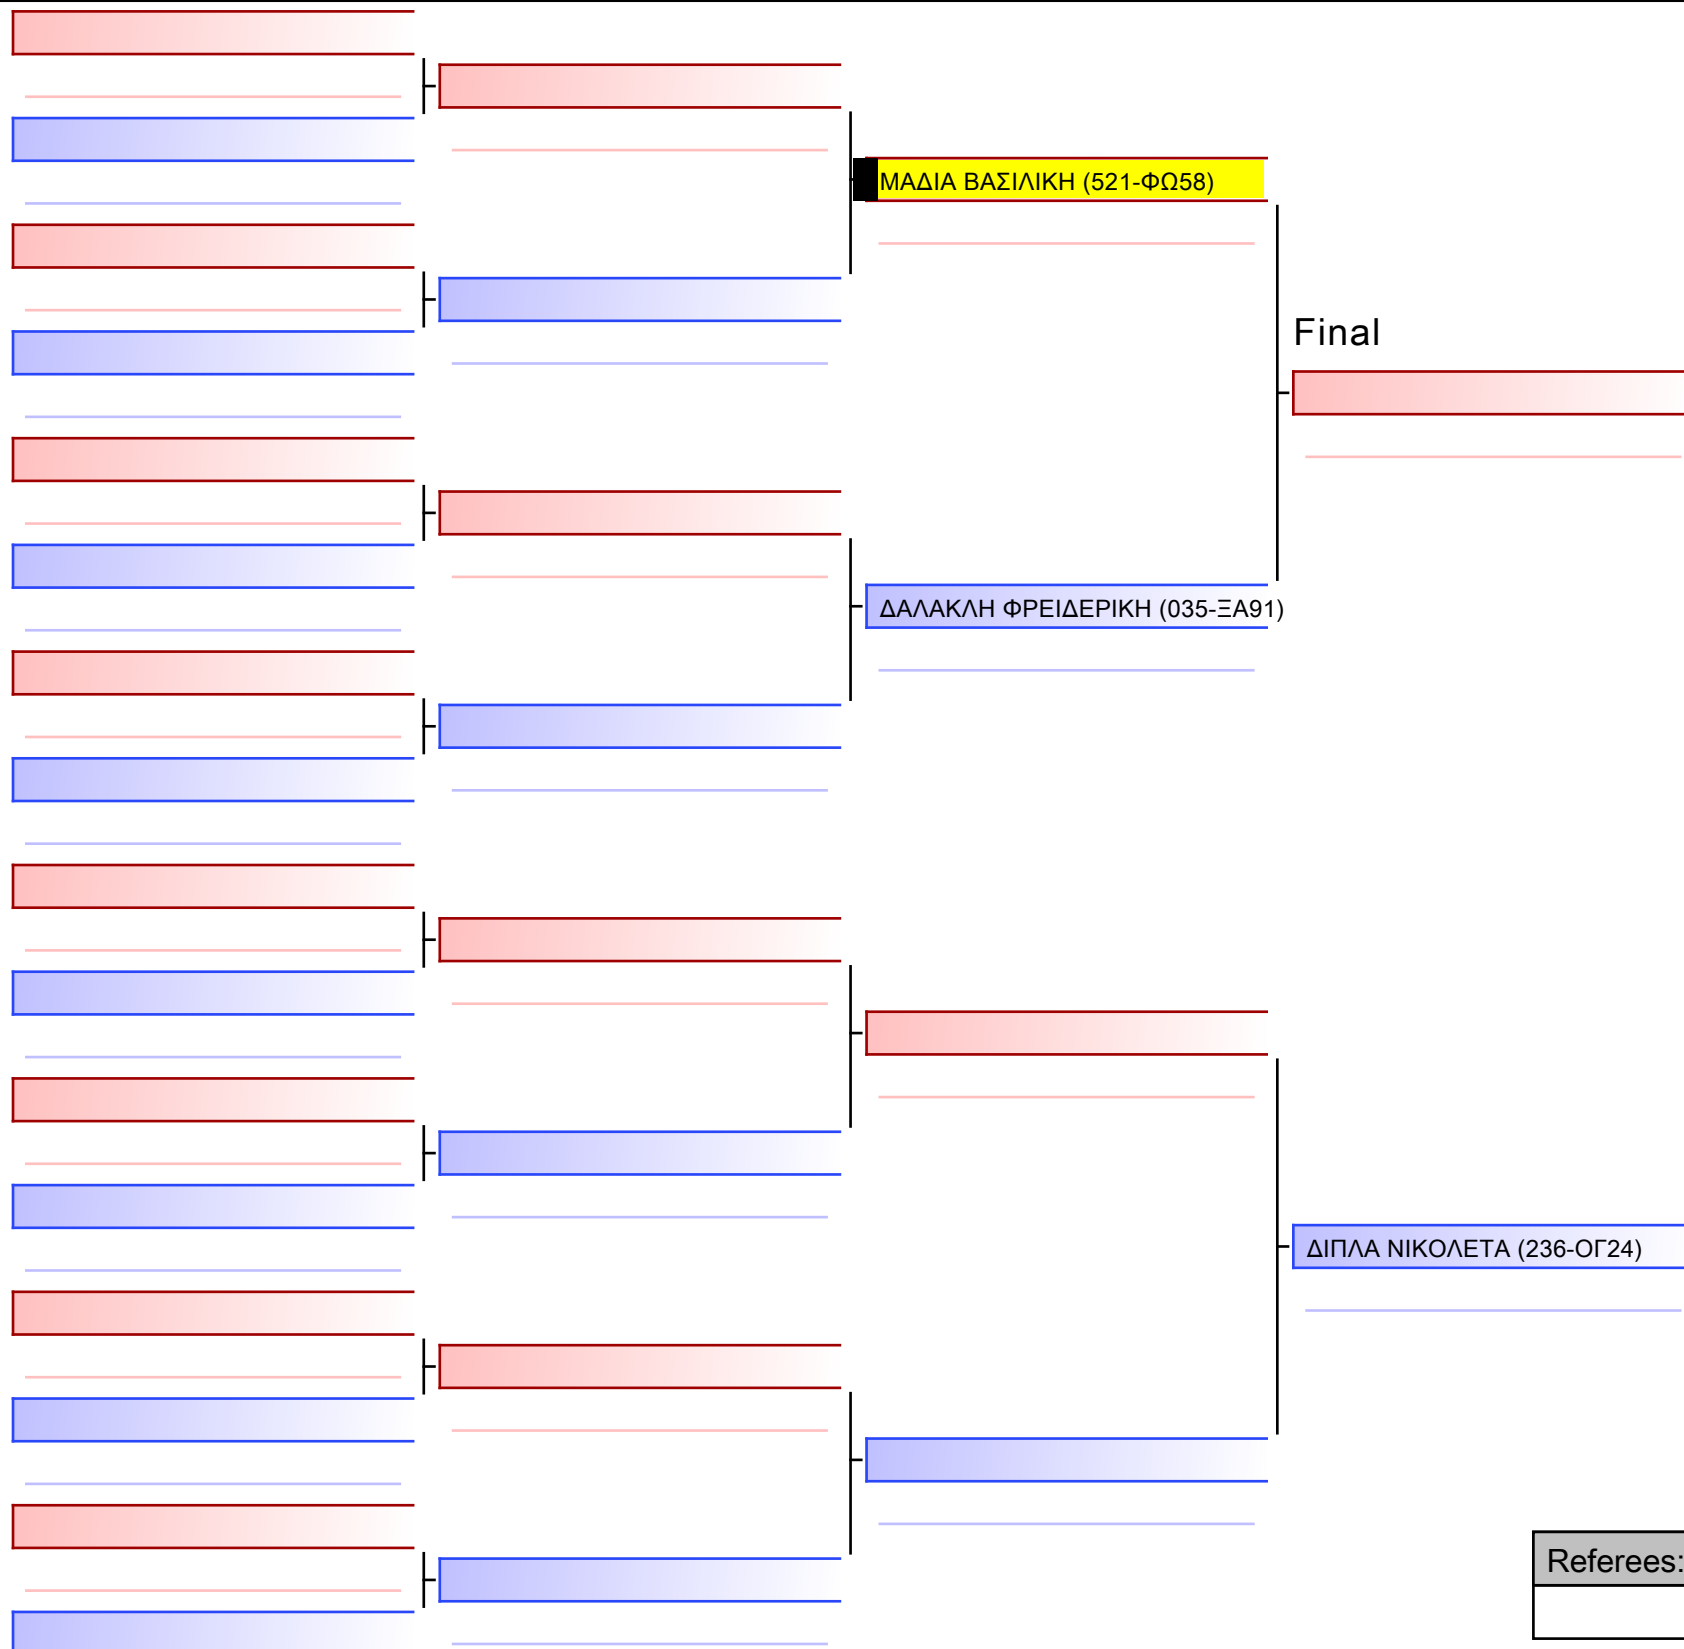 ΜΑΔΙΑ ΒΑΣΙΛΙΚΗ (521-ΦΩ58)
Final
ΔΑΛΑΚΛΗ ΦΡΕΙΔΕΡΙΚΗ (035-ΞΑ91)
ΔΙΠΛΑ ΝΙΚΟΛΕΤΑ (236-ΟΓ24)
Referees: